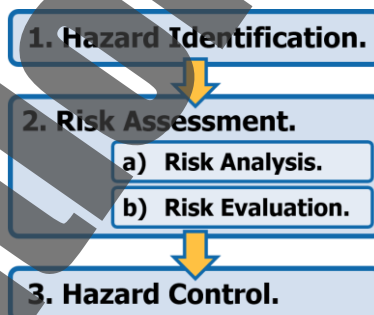 1. Hazard Identification.
2. Risk Assessment.
a) Risk Analysis.
b) Risk Evaluation.
3. Hazard Control.